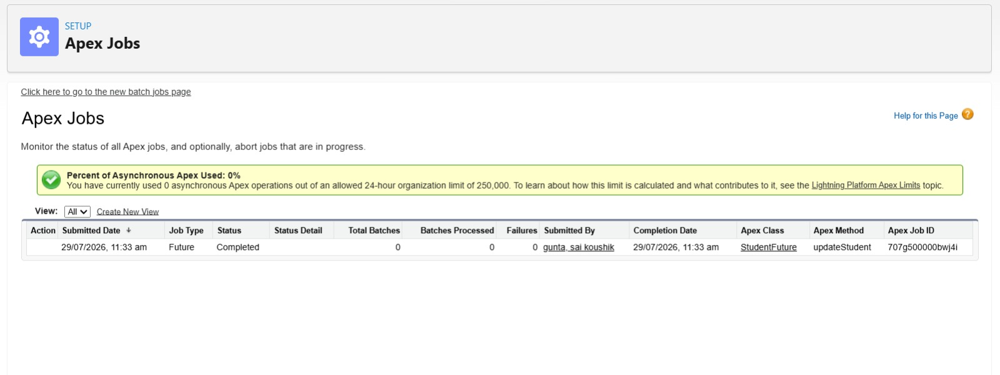 SETUP
Apex Jobs
Click here to go to the new batch jobs page
Apex Jobs
Help for this Page ?
Monitor the status of all Apex jobs, and optionally, abort jobs that are in progress.
Percent of Asynchronous Apex Used: 0%
You have currently used 0 asynchronous Apex operations out of an allowed 24-hour organization limit of 250,000. To learn about how this limit is calculated and what contributes to it, see the Lightning Platform Apex Limits topic.
View: All Create New View
Action Submitted Date Job Type Status Status Detail Total Batches Batches Processed Failures Submitted By Completion Date Apex Class Apex Method Apex Job ID
29/07/2026, 11:33 am Future Completed 0 0 0 gunta, sai koushik 29/07/2026, 11:33 am StudentFuture updateStudent 707g500000bwj4i